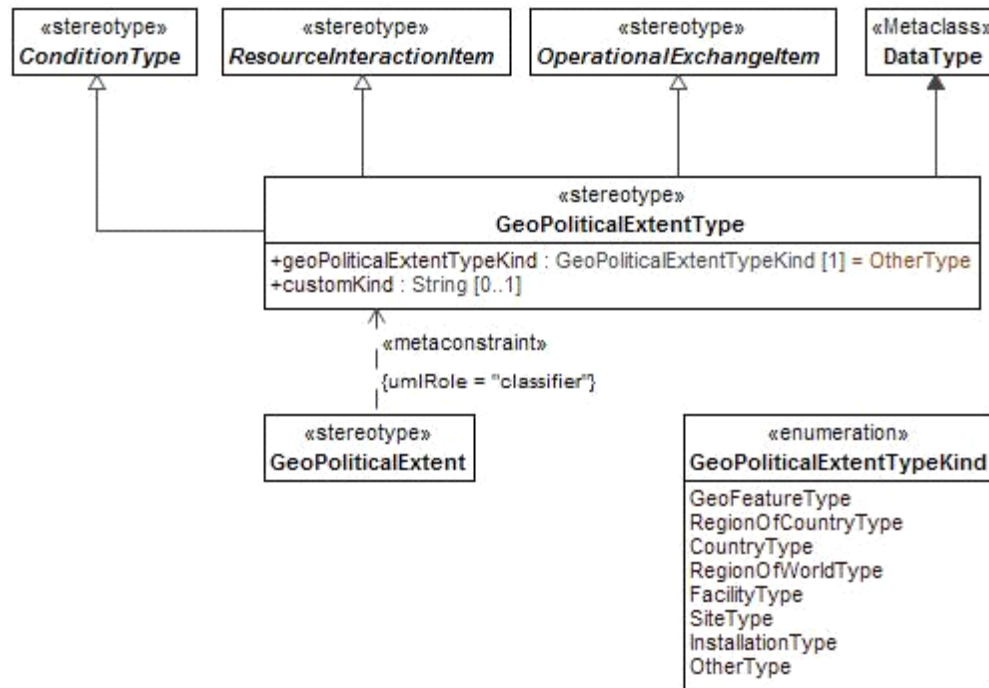 «stereotype»
ConditionType
«stereotype»
ResourceInteractionItem
«stereotype»
OperationalExchangeItem
«Metaclass»
DataType
«stereotype»
GeoPoliticalExtentType
+geoPoliticalExtentTypeKind : GeoPoliticalExtentTypeKind [1] = OtherType
+customKind : String [0..1]
«metaconstraint»
{umlRole = "classifier"}
«stereotype»
GeoPoliticalExtent
«enumeration»
GeoPoliticalExtentTypeKind
GeoFeatureType
RegionOfCountryType
CountryType
RegionOfWorldType
FacilityType
SiteType
InstallationType
OtherType